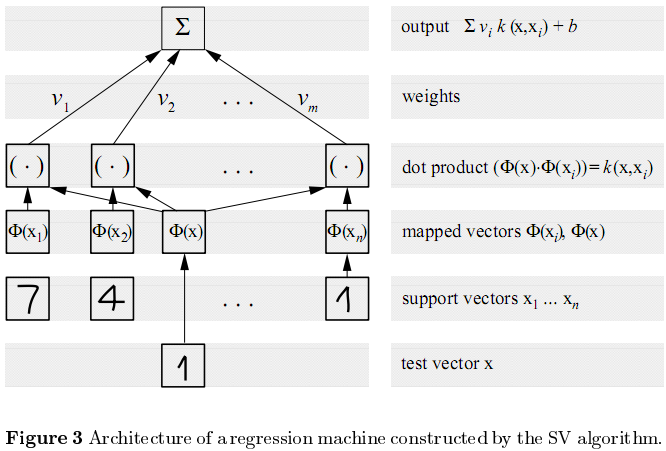 Σ output Σ vᵢ k (x,xᵢ) + b
v₁ v₂ . . . vₘ weights
( · ) ( · ) . . . ( · ) dot product (Φ(x)·Φ(xᵢ))= k(x,xᵢ)
Φ(x₁) Φ(x₂) Φ(x) Φ(xₙ) mapped vectors Φ(xᵢ), Φ(x)
7 4 . . . 1 support vectors x₁ ... xₙ
1 test vector x
Figure 3 Architecture of a regression machine constructed by the SV algorithm.